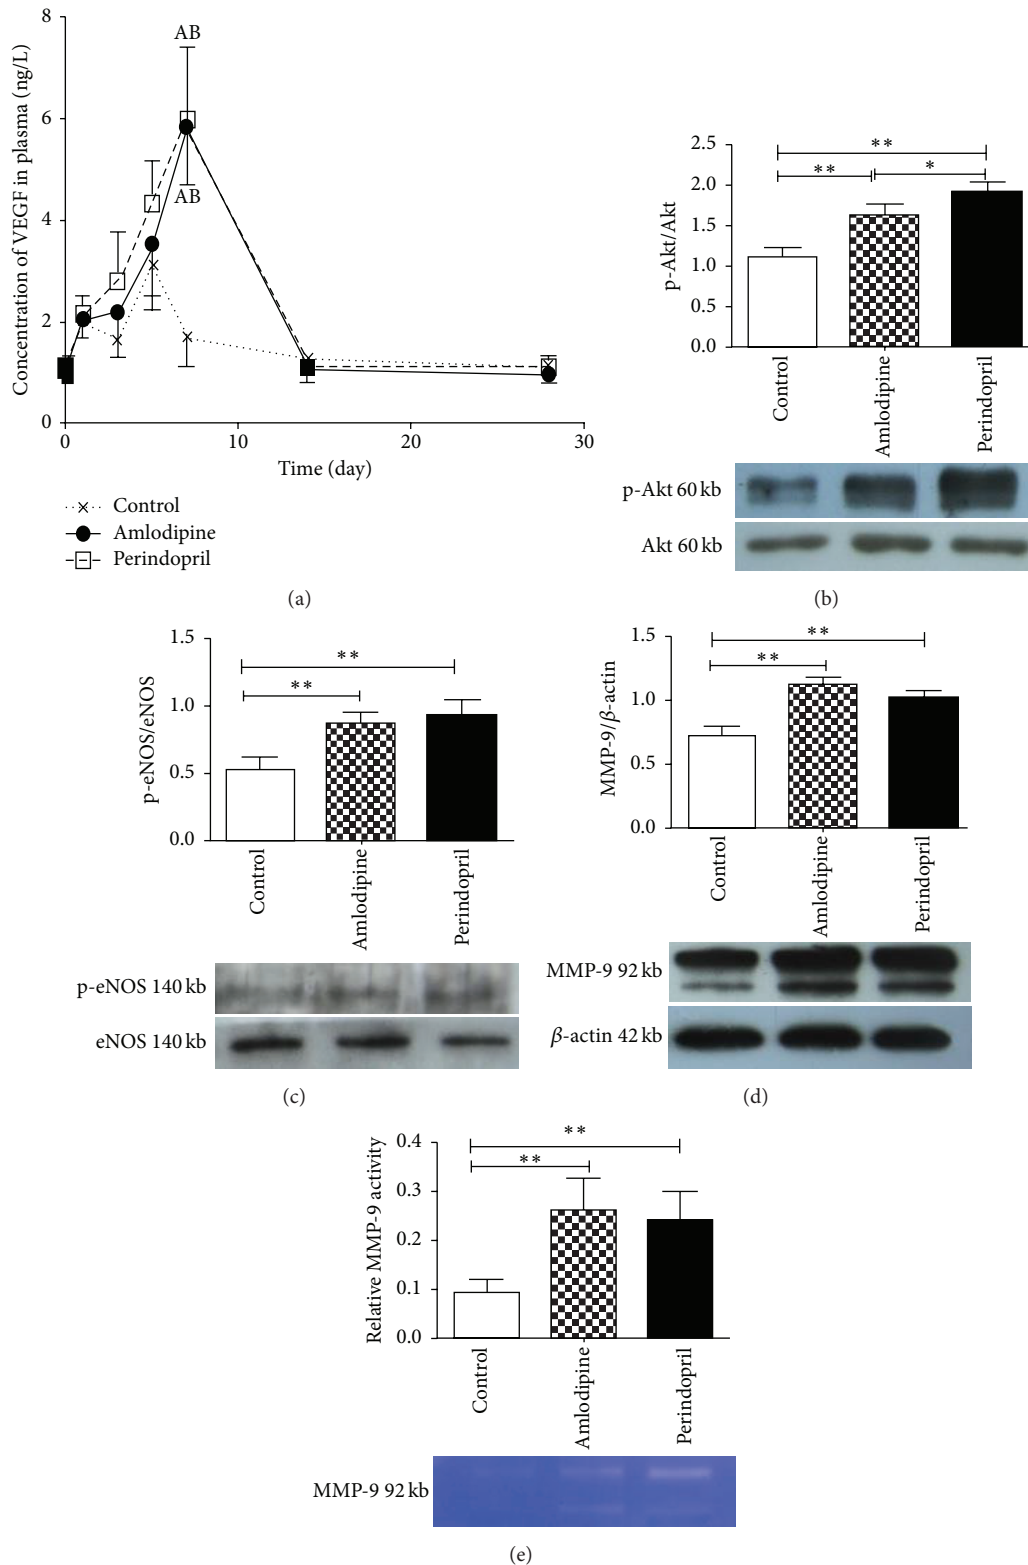 Concentration of VEGF in plasma (ng/L)
8
6
4
2
0
AB
AB
0 10 20 30
Time (day)
Control
Amlodipine
Perindopril
(a)
p-Akt/Akt
2.5
2.0
1.5
1.0
0.5
0.0
**
** *
Control Amlodipine Perindopril
p-Akt 60 kb
Akt 60 kb
(b)
p-eNOS/eNOS
1.5
1.0
0.5
0.0
**
**
Control Amlodipine Perindopril
p-eNOS 140 kb
eNOS 140 kb
(c)
MMP-9/β-actin
1.5
1.0
0.5
0.0
**
**
Control Amlodipine Perindopril
MMP-9 92 kb
β-actin 42 kb
(d)
Relative MMP-9 activity
0.4
0.3
0.2
0.1
0.0
**
**
Control Amlodipine Perindopril
MMP-9 92 kb
(e)